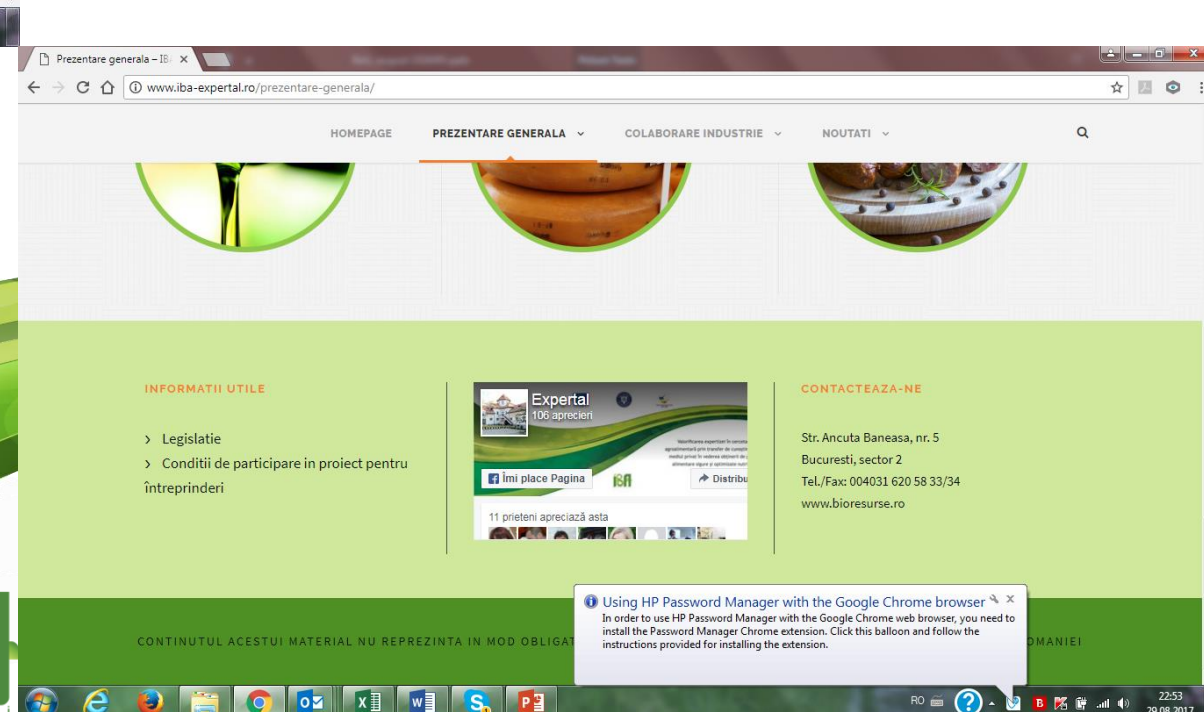 Prezentare generala – IB
www.iba-expertal.ro/prezentare-generala/
HOMEPAGE
PREZENTARE GENERALA
COLABORARE INDUSTRIE
NOUTATI
INFORMATII UTILE
> Legislatie
> Conditii de participare in proiect pentru
întreprinderi
Expertal
106 aprecieri
Îmi place Pagina
Distribu
11 prieteni apreciază asta
CONTACTEAZA-NE
Str. Ancuta Baneasa, nr. 5
Bucuresti, sector 2
Tel./Fax: 004031 620 58 33/34
www.bioresurse.ro
Using HP Password Manager with the Google Chrome browser
In order to use HP Password Manager with the Google Chrome web browser, you need to
install the Password Manager Chrome extension. Click this balloon and follow the
instructions provided for installing the extension.
CONTINUTUL ACESTUI MATERIAL NU REPREZINTA IN MOD OBLIGAT
OMANIEI
RO
22:53
29.08.2017